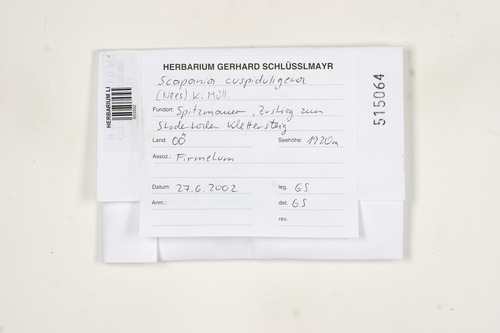 HERBARIUM GERHARD SCHLÜSSLMAYR
Scapania cuspiduligera
(Nees) K. Müll.
Fundort: Spitzmauer, Zustieg zum
Stodertaler Klettersteig
Land: OÖ Seehöhe: 1920m
Assoz.: Firmetum
Datum: 27.6.2002 leg. GS
Anm.: det. GS
rev.
HERBARIUM LI
515064